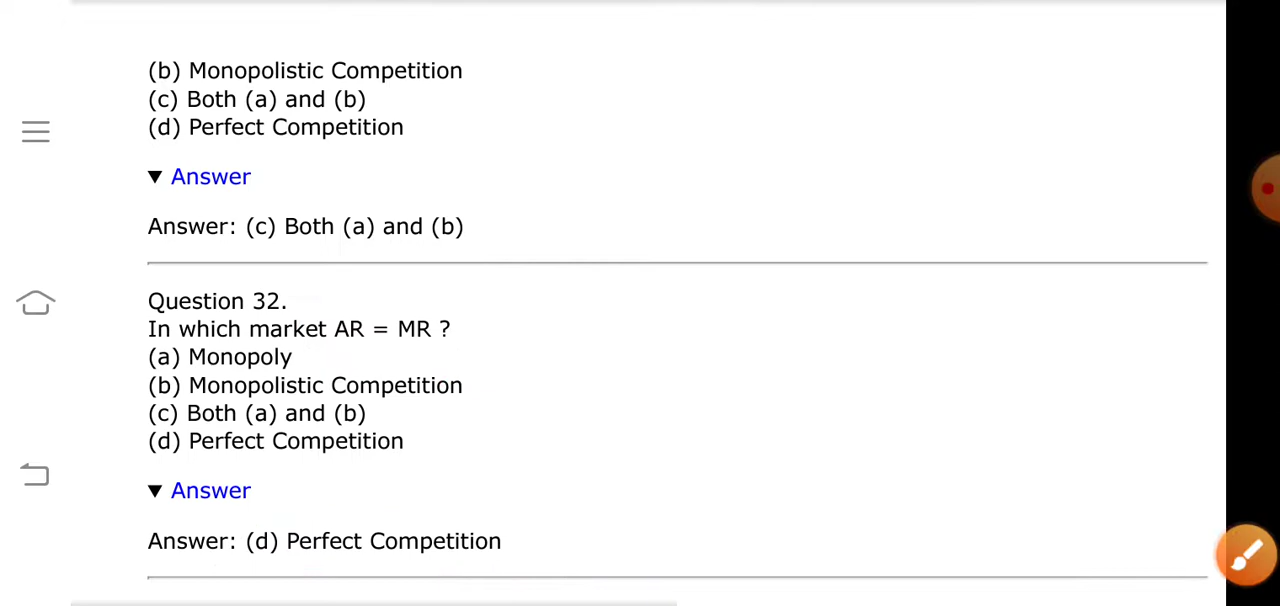 (b) Monopolistic Competition
(c) Both (a) and (b)
(d) Perfect Competition
▼ Answer
Answer: (c) Both (a) and (b)
Question 32.
In which market AR = MR ?
(a) Monopoly
(b) Monopolistic Competition
(c) Both (a) and (b)
(d) Perfect Competition
▼ Answer
Answer: (d) Perfect Competition